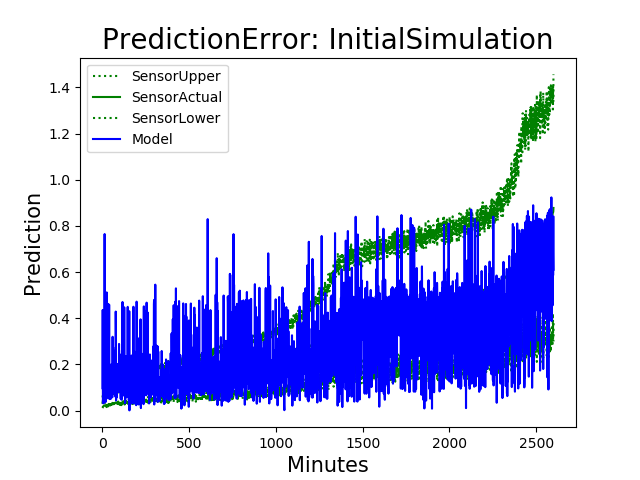 PredictionError: InitialSimulation
SensorUpper
SensorActual
SensorLower
Model
1.4
1.2
1.0
0.8
0.6
0.4
0.2
0.0
Prediction
0 500 1000 1500 2000 2500
Minutes